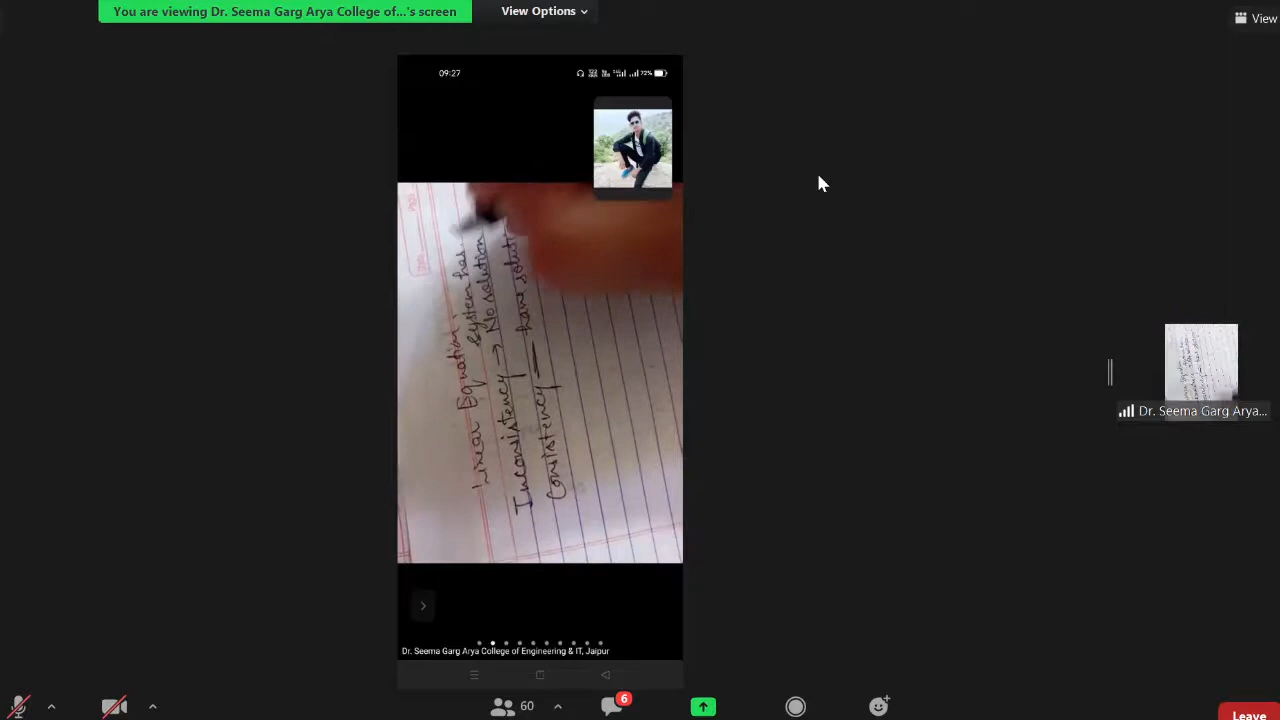 You are viewing Dr. Seema Garg Arya College of...'s screen
View Options
View
09:27
72%
Linear Equation:
System has
Inconsistency → No solution
Consistency — have
Dr. Seema Garg Arya...
Dr. Seema Garg Arya College of Engineering & IT, Jaipur
60
6
Leave